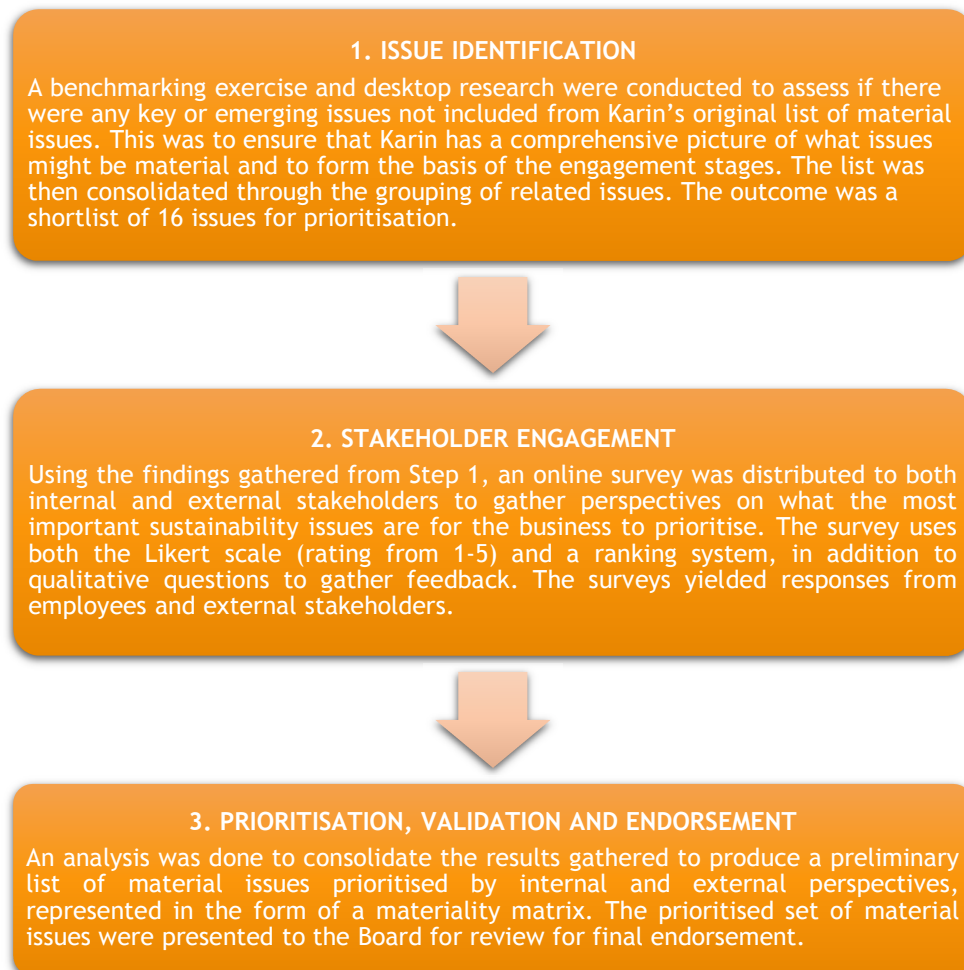 1. ISSUE IDENTIFICATION
A benchmarking exercise and desktop research were conducted to assess if there
were any key or emerging issues not included from Karin’s original list of material
issues. This was to ensure that Karin has a comprehensive picture of what issues
might be material and to form the basis of the engagement stages. The list was
then consolidated through the grouping of related issues. The outcome was a
shortlist of 16 issues for prioritisation.
2. STAKEHOLDER ENGAGEMENT
Using the findings gathered from Step 1, an online survey was distributed to both
internal and external stakeholders to gather perspectives on what the most
important sustainability issues are for the business to prioritise. The survey uses
both the Likert scale (rating from 1-5) and a ranking system, in addition to
qualitative questions to gather feedback. The surveys yielded responses from
employees and external stakeholders.
3. PRIORITISATION, VALIDATION AND ENDORSEMENT
An analysis was done to consolidate the results gathered to produce a preliminary
list of material issues prioritised by internal and external perspectives,
represented in the form of a materiality matrix. The prioritised set of material
issues were presented to the Board for review for final endorsement.